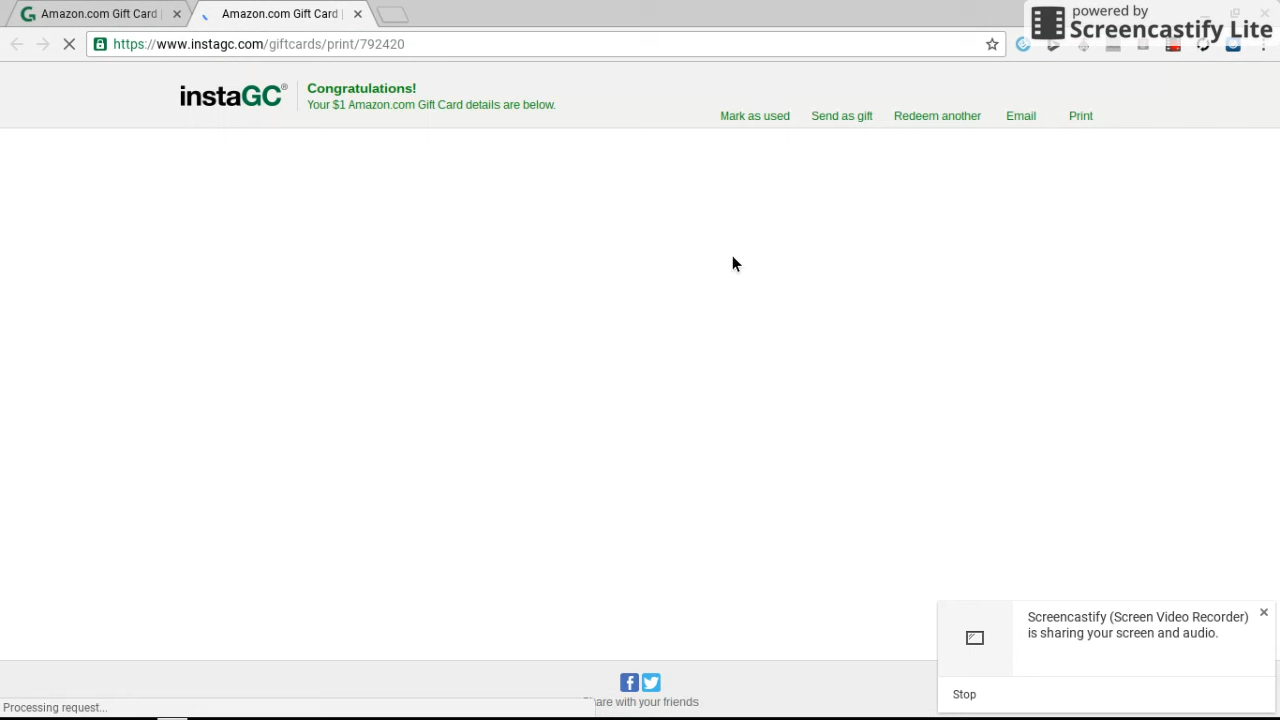 Amazon.com Gift Card
Amazon.com Gift Card
powered by
Screencastify Lite
https://www.instagc.com/giftcards/print/792420
instaGC®
Congratulations!
Your $1 Amazon.com Gift Card details are below.
Mark as used
Send as gift
Redeem another
Email
Print
Screencastify (Screen Video Recorder)
is sharing your screen and audio.
Stop
Share with your friends
Processing request...